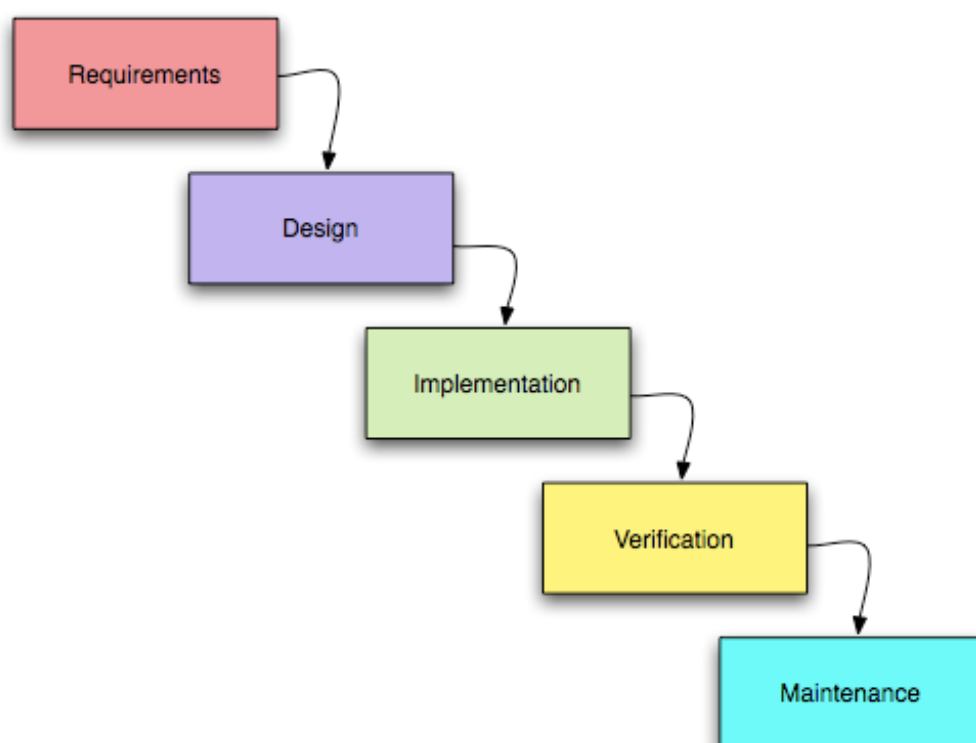 Requirements
Design
Implementation
Verification
Maintenance